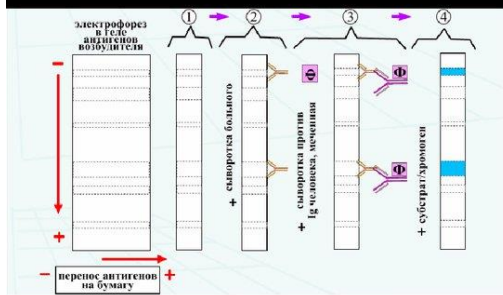 электрофорез
в геле
антигенов
возбудителя
1
2
3
4
+ сыворотка больного
+ сыворотка против
Ig человека, меченная
Ф
Ф
Ф
+ субстрат/хромоген
−
+
− перенос антигенов +
на бумагу